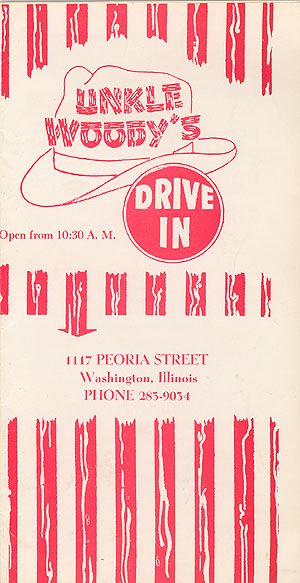 UNKLE
WOODY'S
DRIVE
IN
Open from 10:30 A. M.
1117 PEORIA STREET
Washington, Illinois
PHONE 283-9034